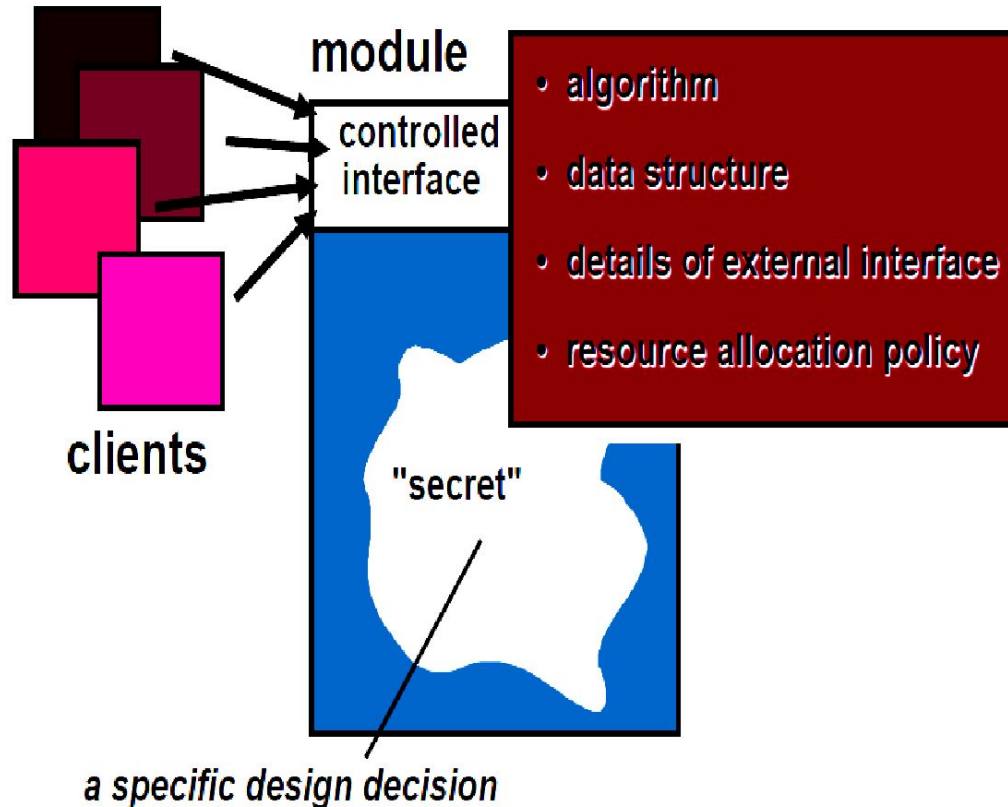 module
controlled
interface
• algorithm
• data structure
• details of external interface
• resource allocation policy
clients
"secret"
a specific design decision